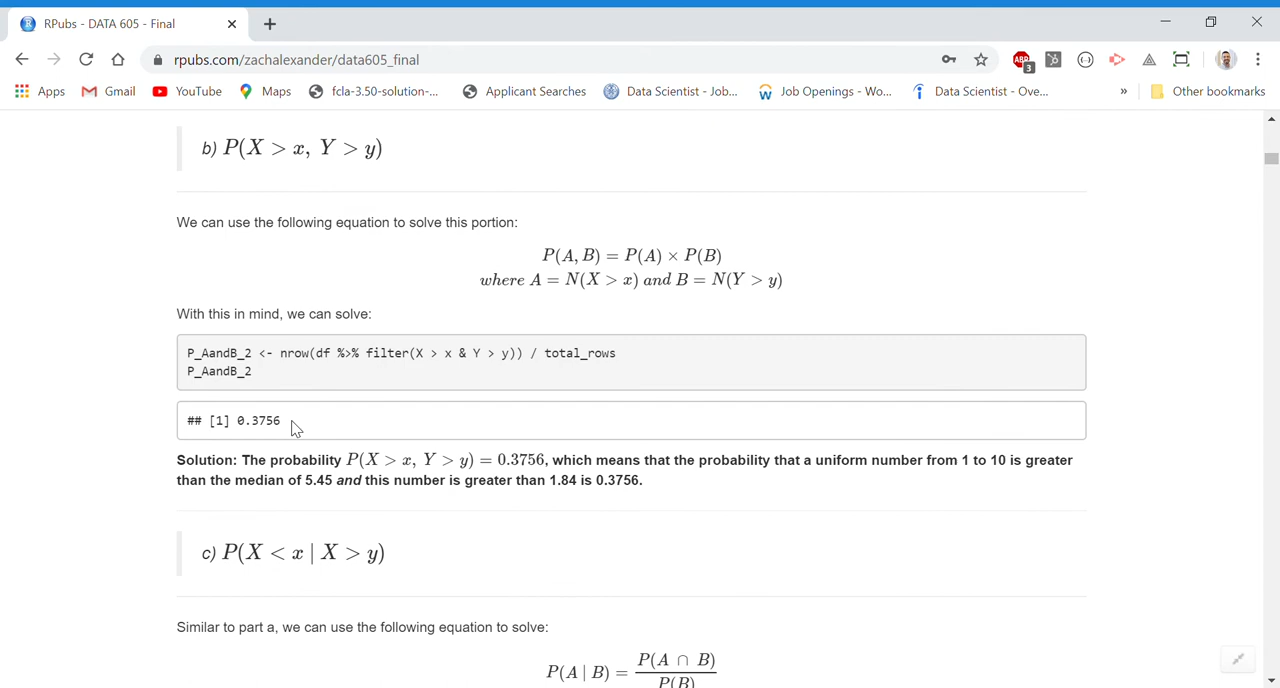 RPubs - DATA 605 - Final
rpubs.com/zachalexander/data605_final
ABP
3
Apps
Gmail
YouTube
Maps
fcla-3.50-solution-...
Applicant Searches
Data Scientist - Job...
Job Openings - Wo...
Data Scientist - Ove...
»
Other bookmarks
b) P(X > x, Y > y)
We can use the following equation to solve this portion:
P(A, B) = P(A) × P(B)
where A = N(X > x) and B = N(Y > y)
With this in mind, we can solve:
P_AandB_2 <- nrow(df %>% filter(X > x & Y > y)) / total_rows
P_AandB_2
## [1] 0.3756
Solution: The probability P(X > x, Y > y) = 0.3756, which means that the probability that a uniform number from 1 to 10 is greater
than the median of 5.45 and this number is greater than 1.84 is 0.3756.
c) P(X < x | X > y)
Similar to part a, we can use the following equation to solve:
P(A | B) = P(A ∩ B)
P(B)